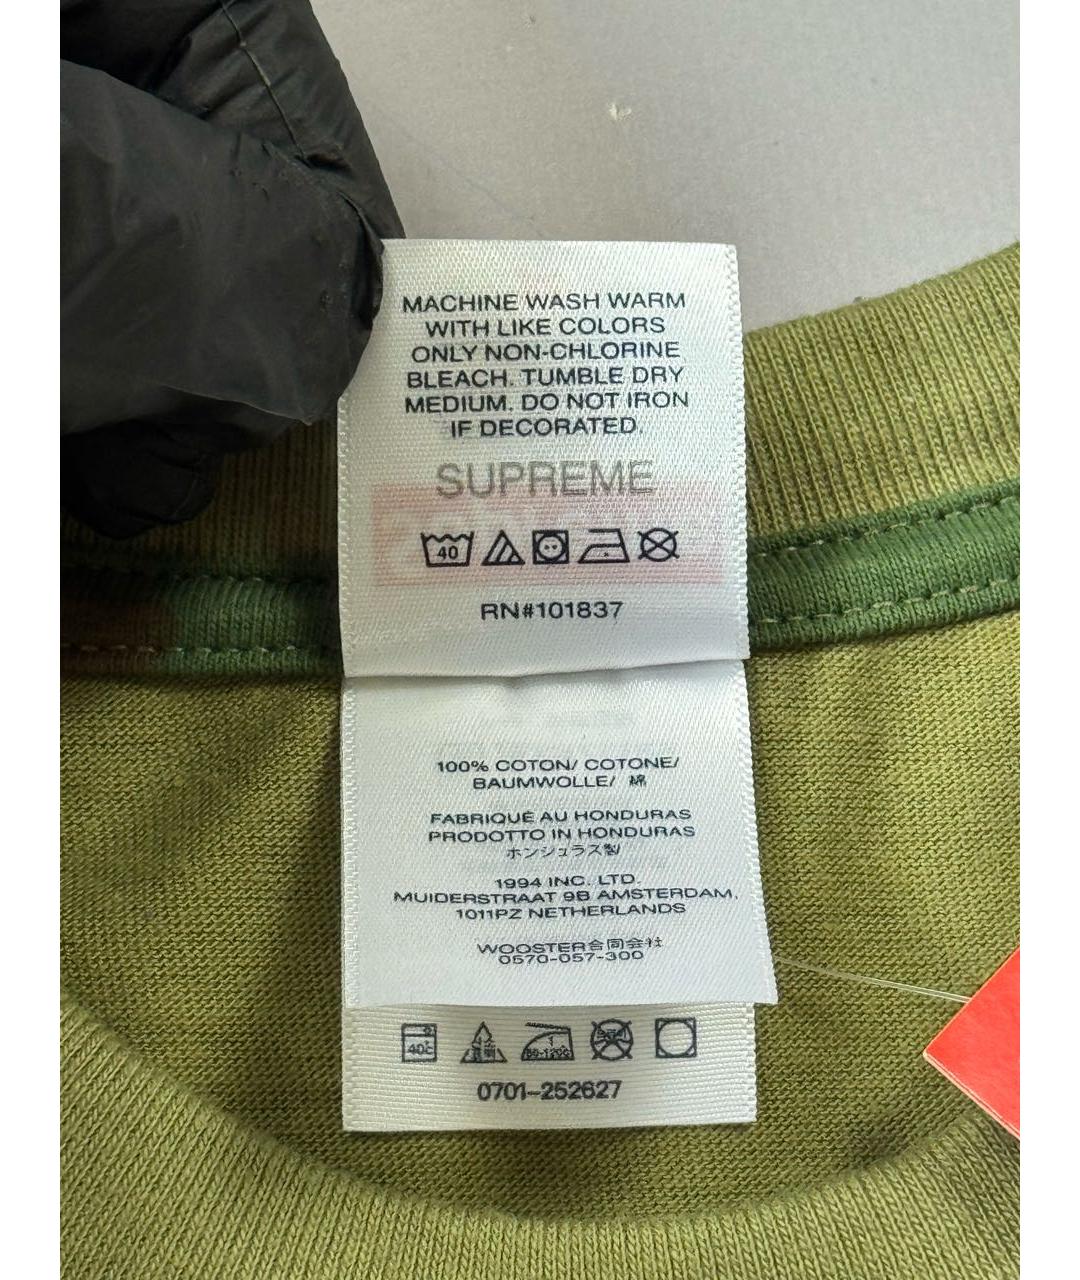 MACHINE WASH WARM
WITH LIKE COLORS
ONLY NON-CHLORINE
BLEACH. TUMBLE DRY
MEDIUM. DO NOT IRON
IF DECORATED.
SUPREME
40
RN#101837
100% COTON/ COTONE/
BAUMWOLLE/ 綿
FABRIQUÉ AU HONDURAS
PRODOTTO IN HONDURAS
ホンジュラス製
1994 INC. LTD.
MUIDERSTRAAT 9B AMSTERDAM,
1011PZ NETHERLANDS
WOOSTER合同会社
0570-057-300
40
0701-252627